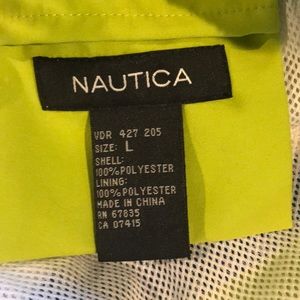 NAUTICA
VDR 427 205
SIZE: L
SHELL:
100%POLYESTER
LINING:
100%POLYESTER
MADE IN CHINA
RN 67835
CA 07415